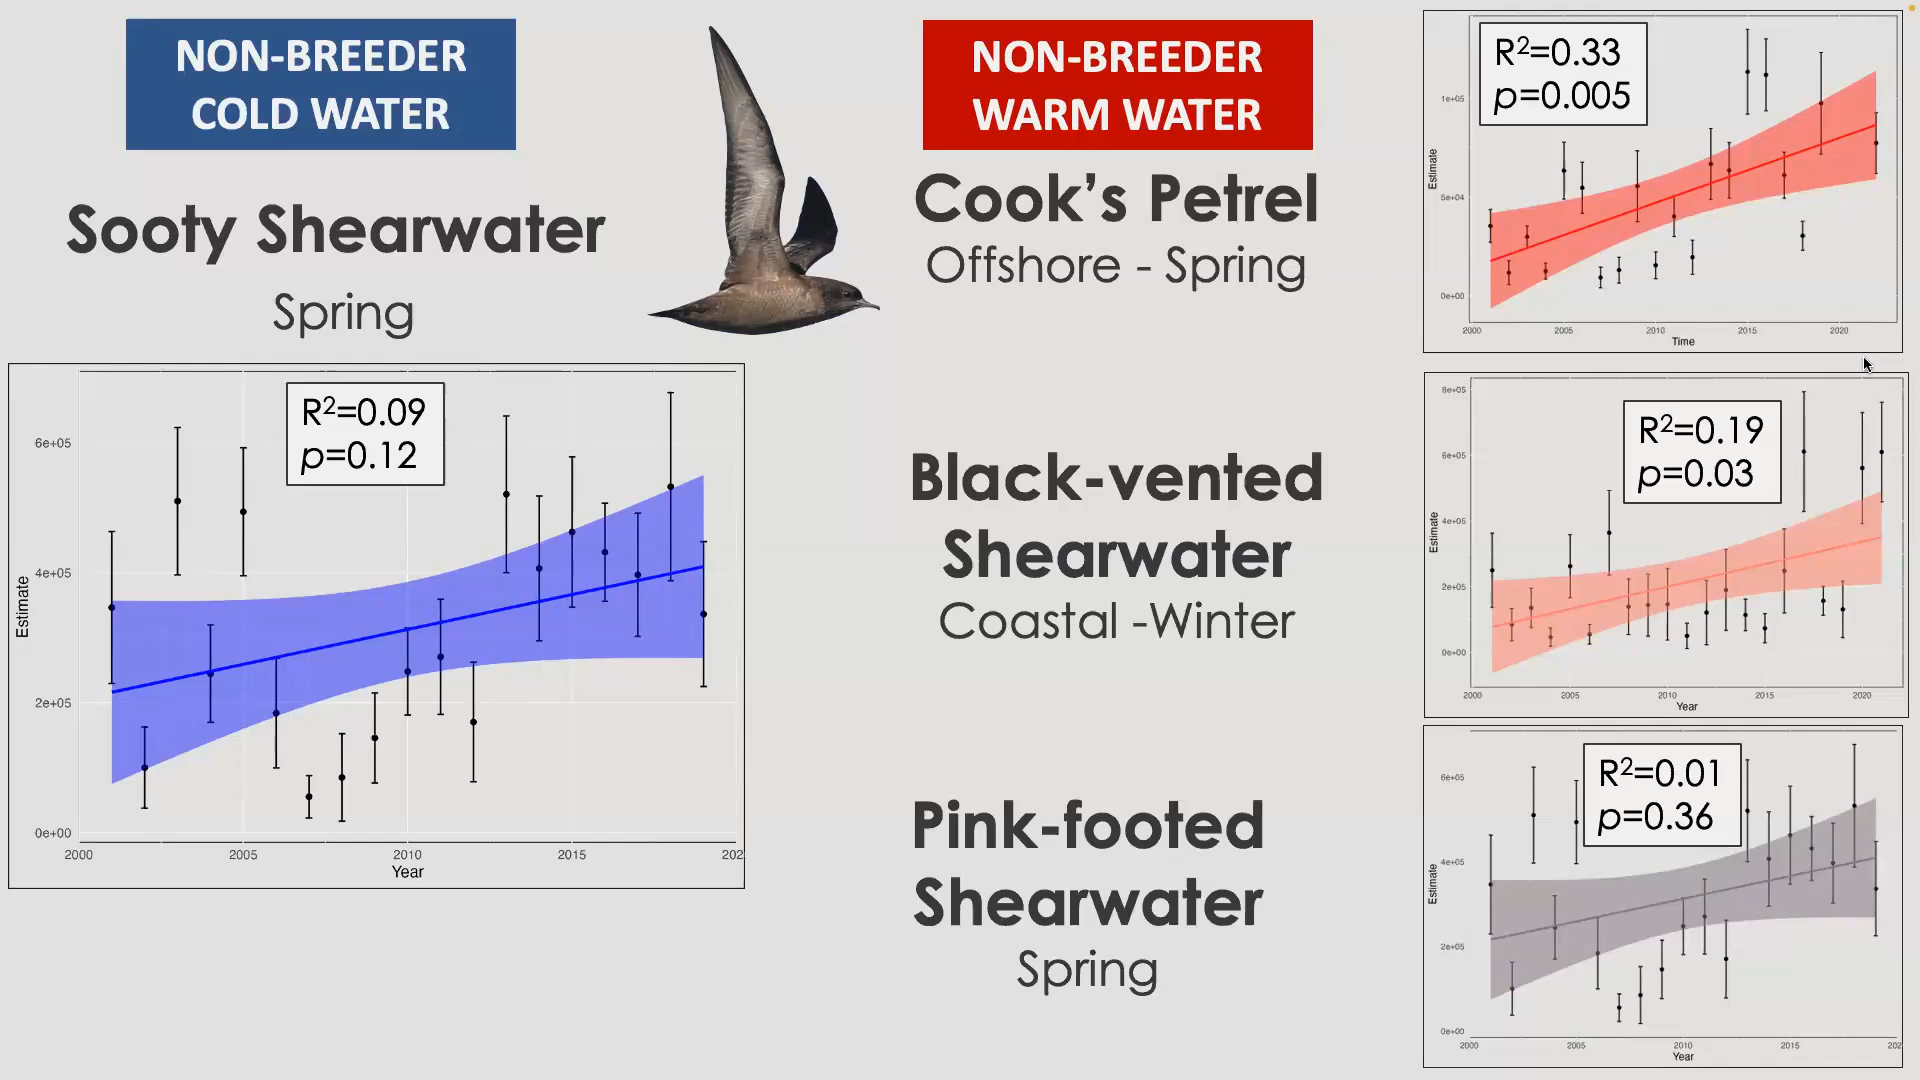 NON-BREEDER
COLD WATER
Sooty Shearwater
Spring
R²=0.09
p=0.12
6e+05
4e+05
2e+05
0e+00
Estimate
2000 2005 2010 2015 202
Year
NON-BREEDER
WARM WATER
Cook's Petrel
Offshore - Spring
R²=0.33
p=0.005
1e+05
5e+04
0e+00
Estimate
2000 2005 2010 2015 2020
Time
Black-vented
Shearwater
Coastal -Winter
R²=0.19
p=0.03
8e+05
6e+05
4e+05
2e+05
0e+00
Estimate
2000 2005 2010 2015 2020
Year
Pink-footed
Shearwater
Spring
R²=0.01
p=0.36
6e+05
4e+05
2e+05
0e+00
Estimate
2000 2005 2010 2015 202
Year